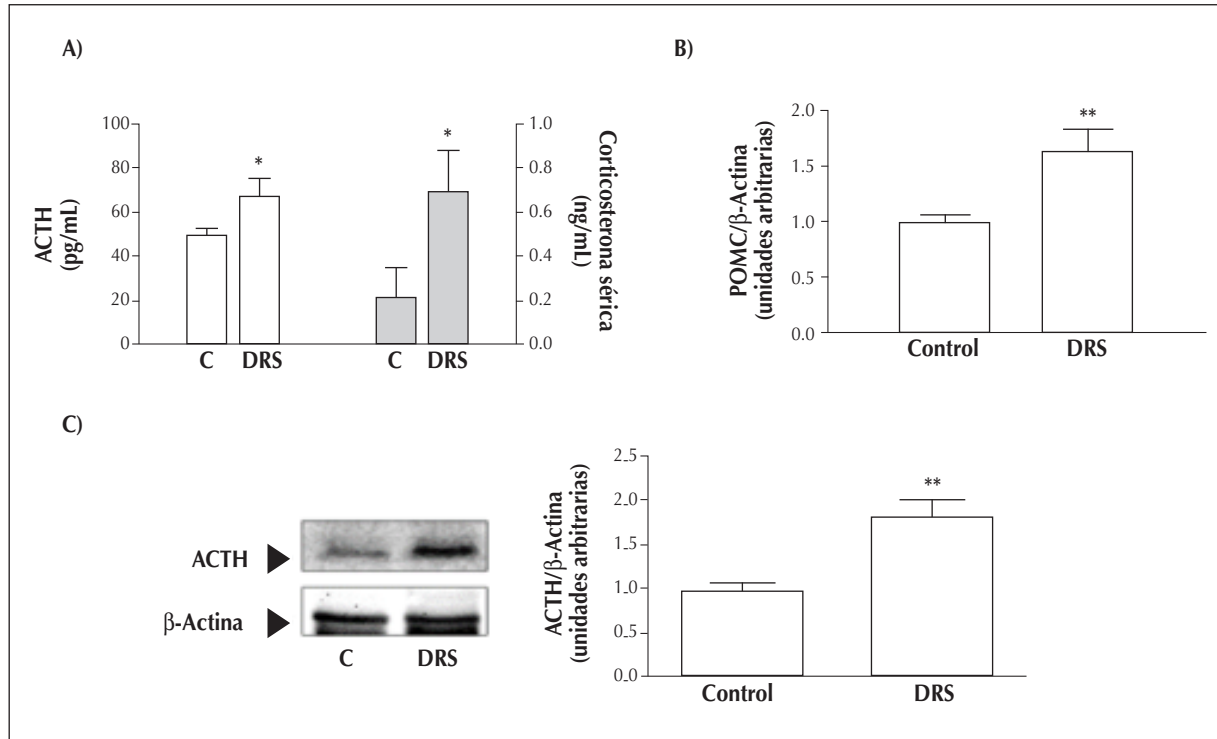 A)
ACTH
(pg/mL)
100
80
60
40
20
0
*
*
C
DRS
C
DRS
1.0
0.8
0.6
0.4
0.2
0.0
Corticosterona sérica
(ng/mL)
B)
POMC/β-Actina
(unidades arbitrarias)
2.0
1.5
1.0
0.5
0.0
**
Control
DRS
C)
ACTH
β-Actina
C
DRS
ACTH/β-Actina
(unidades arbitrarias)
2.5
2.0
1.5
1.0
0.5
0.0
**
Control
DRS